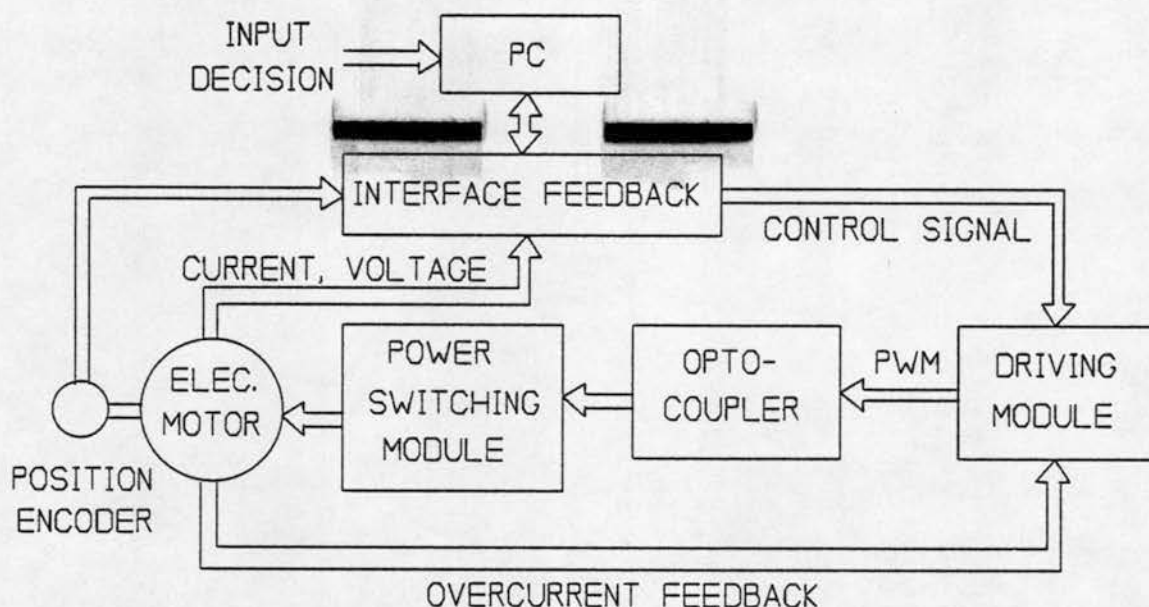 INPUT
DECISION
PC
INTERFACE FEEDBACK
CONTROL SIGNAL
CURRENT, VOLTAGE
POWER
SWITCHING
MODULE
OPTO-
COUPLER
PWM
DRIVING
MODULE
ELEC.
MOTOR
POSITION
ENCODER
OVERCURRENT FEEDBACK